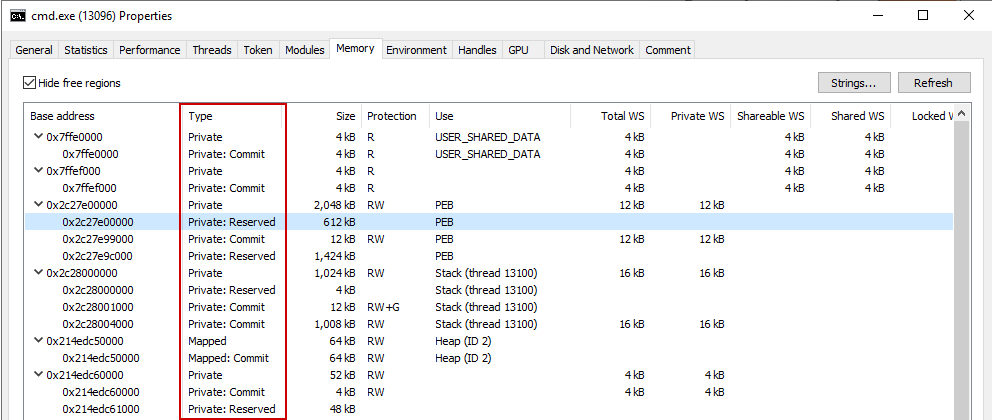 cmd.exe (13096) Properties
General Statistics Performance Threads Token Modules Memory Environment Handles GPU Disk and Network Comment
Hide free regions Strings... Refresh
Base address Type Size Protection Use Total WS Private WS Shareable WS Shared WS Locked W
0x7ffe0000 Private 4 kB R USER_SHARED_DATA 4 kB 4 kB 4 kB
0x7ffe0000 Private: Commit 4 kB R USER_SHARED_DATA 4 kB 4 kB 4 kB
0x7ffef000 Private 4 kB R 4 kB 4 kB 4 kB
0x7ffef000 Private: Commit 4 kB R 4 kB 4 kB 4 kB
0x2c27e00000 Private 2,048 kB RW PEB 12 kB 12 kB
0x2c27e00000 Private: Reserved 612 kB PEB
0x2c27e99000 Private: Commit 12 kB RW PEB 12 kB 12 kB
0x2c27e9c000 Private: Reserved 1,424 kB PEB
0x2c28000000 Private 1,024 kB RW Stack (thread 13100) 16 kB 16 kB
0x2c28000000 Private: Reserved 4 kB Stack (thread 13100)
0x2c28001000 Private: Commit 12 kB RW+G Stack (thread 13100)
0x2c28004000 Private: Commit 1,008 kB RW Stack (thread 13100) 16 kB 16 kB
0x214edc50000 Mapped 64 kB RW Heap (ID 2)
0x214edc50000 Mapped: Commit 64 kB RW Heap (ID 2)
0x214edc60000 Private 52 kB RW 4 kB 4 kB
0x214edc60000 Private: Commit 4 kB RW 4 kB 4 kB
0x214edc61000 Private: Reserved 48 kB